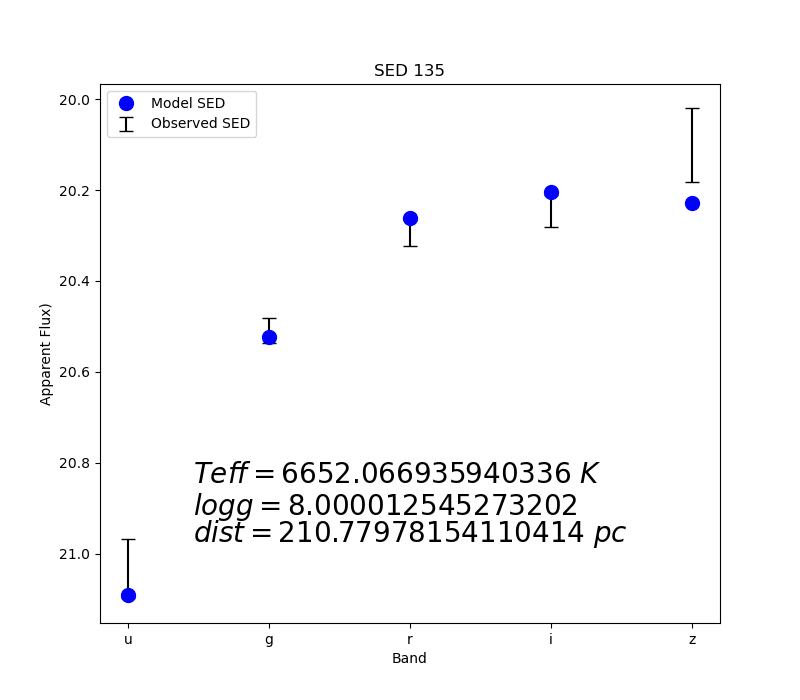 SED 135
Model SED
Observed SED
20.0
20.2
20.4
20.6
20.8
21.0
Apparent Flux)
Teff = 6652.066935940336 K
logg = 8.000012545273202
dist = 210.77978154110414 pc
u g r i z
Band